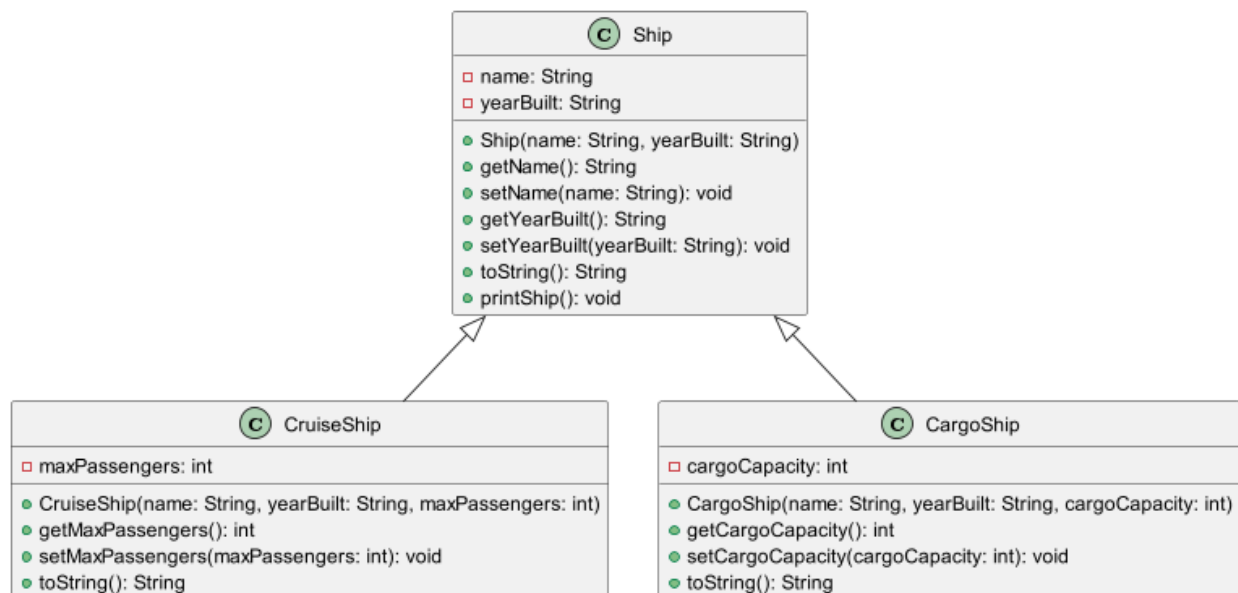 C Ship
name: String
yearBuilt: String
Ship(name: String, yearBuilt: String)
getName(): String
setName(name: String): void
getYearBuilt(): String
setYearBuilt(yearBuilt: String): void
toString(): String
printShip(): void
C CruiseShip
maxPassengers: int
CruiseShip(name: String, yearBuilt: String, maxPassengers: int)
getMaxPassengers(): int
setMaxPassengers(maxPassengers: int): void
toString(): String
C CargoShip
cargoCapacity: int
CargoShip(name: String, yearBuilt: String, cargoCapacity: int)
getCargoCapacity(): int
setCargoCapacity(cargoCapacity: int): void
toString(): String